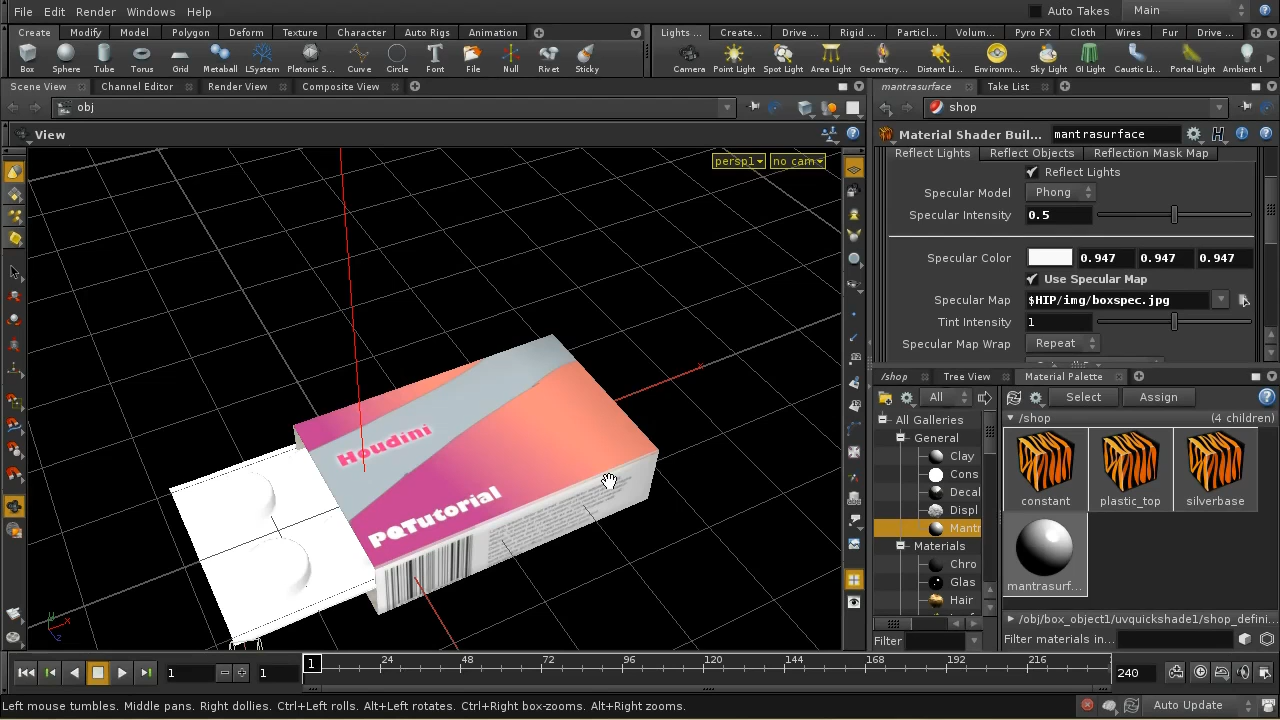 File Edit Render Windows Help Auto Takes Main
Create Modify Model Polygon Deform Texture Character Auto Rigs Animation Lights ... Create... Drive ... Rigid ... Particl... Volum... Pyro FX Cloth Wires Fur Drive ...
Box Sphere Tube Torus Grid Metaball LSystem Platonic S... Curve Circle Font File Null Rivet Sticky Camera Point Light Spot Light Area Light Geometry... Distant Li... Environm... Sky Light GI Light Caustic Li... Portal Light Ambient L
Scene View Channel Editor Render View Composite View mantrasurface Take List
obj shop
View Material Shader Buil... mantrasurface
persp1 no cam Reflect Lights Reflect Objects Reflection Mask Map
Reflect Lights
Specular Model Phong
Specular Intensity 0.5
Specular Color 0.947 0.947 0.947
Use Specular Map
Specular Map $HIP/img/boxspec.jpg
Tint Intensity 1
Specular Map Wrap Repeat
/shop Tree View Material Palette
All Select Assign
All Galleries /shop (4 children)
General
Clay
Cons
Decal
Displ
Mantr
Materials
Chro
Glas
Hair
constant plastic_top silverbase
mantrasurf...
/obj/box_object1/uvquickshade1/shop_defini...
Filter Filter materials in...
Houdini
PQTutorial
x
y x z
1 1 1 24 48 72 96 120 144 168 192 216 240
Left mouse tumbles. Middle pans. Right dollies. Ctrl+Left rolls. Alt+Left rotates. Ctrl+Right box-zooms. Alt+Right zooms. Auto Update